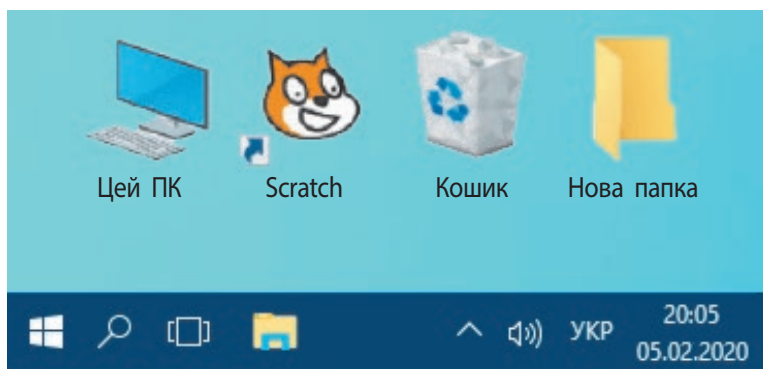 Цей ПК
Scratch
Кошик
Нова папка
УКР
20:05
05.02.2020